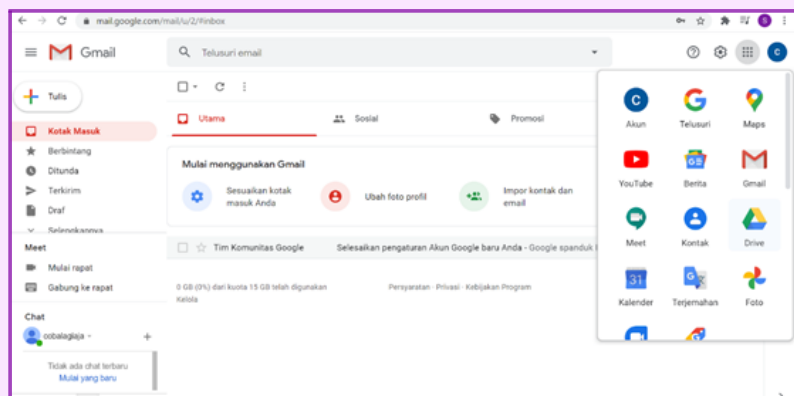 mail.google.com/mail/u/2/#inbox
S
Gmail
Telusuri email
C
Tulis
Kotak Masuk
Berbintang
Ditunda
Terkirim
Draf
Selengkapnya
Meet
Mulai rapat
Gabung ke rapat
Chat
oobalagiaja
Tidak ada chat terbaru
Mulai yang baru
Utama
Sosial
Promosi
Mulai menggunakan Gmail
Sesuaikan kotak
masuk Anda
Ubah foto profil
Impor kontak dan
email
Tim Komunitas Google
Selesaikan pengaturan Akun Google baru Anda - Google spanduk
0 GB (0%) dari kuota 15 GB telah digunakan
Kelola
Persyaratan - Privasi - Kebijakan Program
C
Akun
Telusuri
Maps
YouTube
Berita
Gmail
Meet
Kontak
Drive
31
Kalender
Terjemahan
Foto